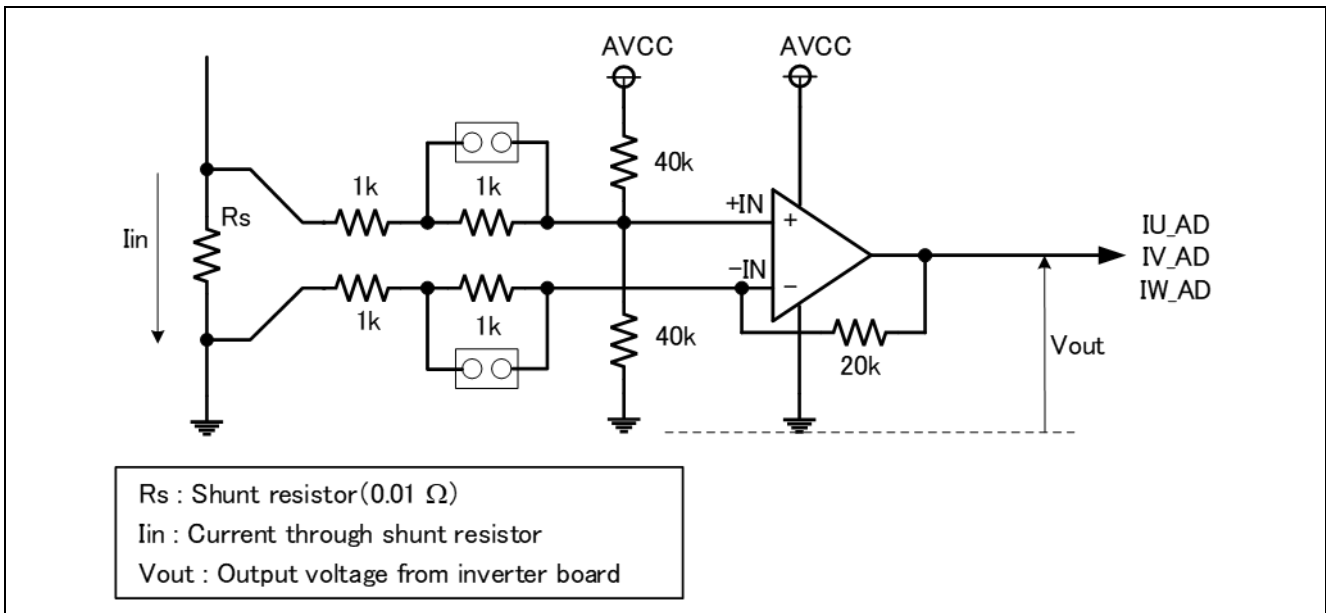 AVCC
AVCC
40k
1k
1k
+IN
+
Rs
Iin
IU_AD
IV_AD
IW_AD
−IN
−
1k
1k
40k
20k
Vout
Rs : Shunt resistor(0.01 Ω)
Iin : Current through shunt resistor
Vout : Output voltage from inverter board